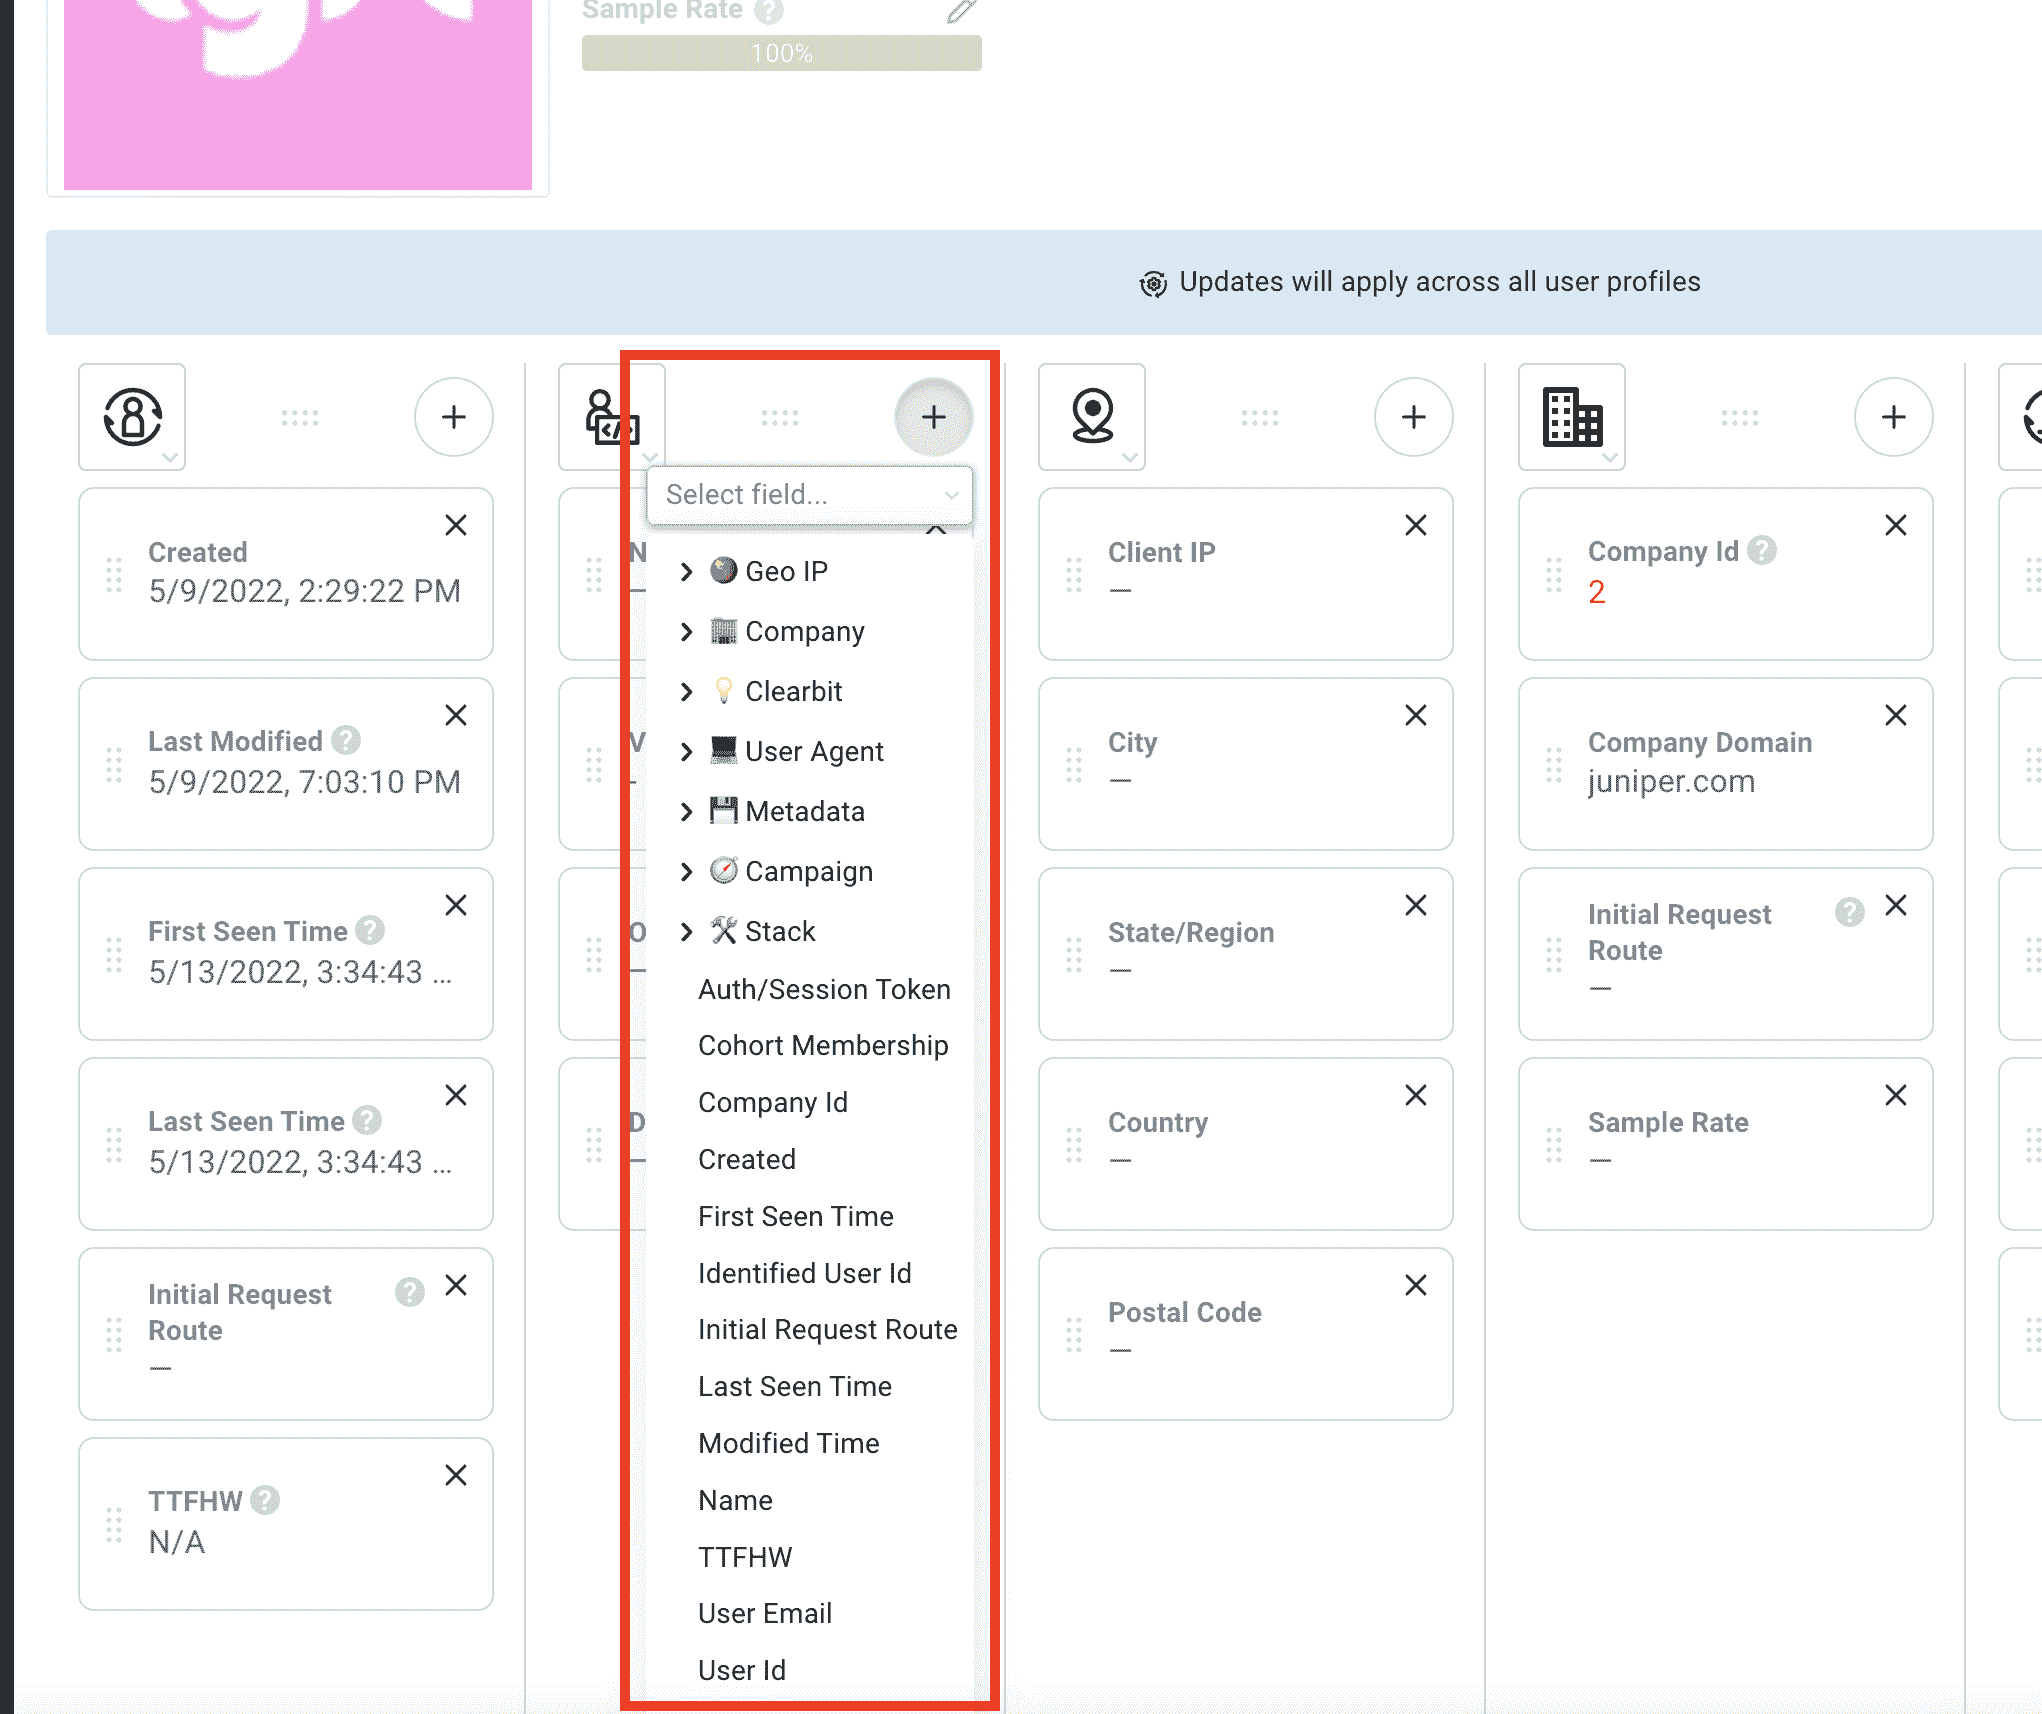 Sample Rate
100%
Updates will apply across all user profiles
Created
5/9/2022, 2:29:22 PM
Last Modified
5/9/2022, 7:03:10 PM
First Seen Time
5/13/2022, 3:34:43 ...
Last Seen Time
5/13/2022, 3:34:43 ...
Initial Request
Route
—
TTFHW
N/A
Select field...
Geo IP
Company
Clearbit
User Agent
Metadata
Campaign
Stack
Auth/Session Token
Cohort Membership
Company Id
Created
First Seen Time
Identified User Id
Initial Request Route
Last Seen Time
Modified Time
Name
TTFHW
User Email
User Id
N
V
O
D
Client IP
—
City
—
State/Region
—
Country
—
Postal Code
—
Company Id
2
Company Domain
juniper.com
Initial Request
Route
—
Sample Rate
—